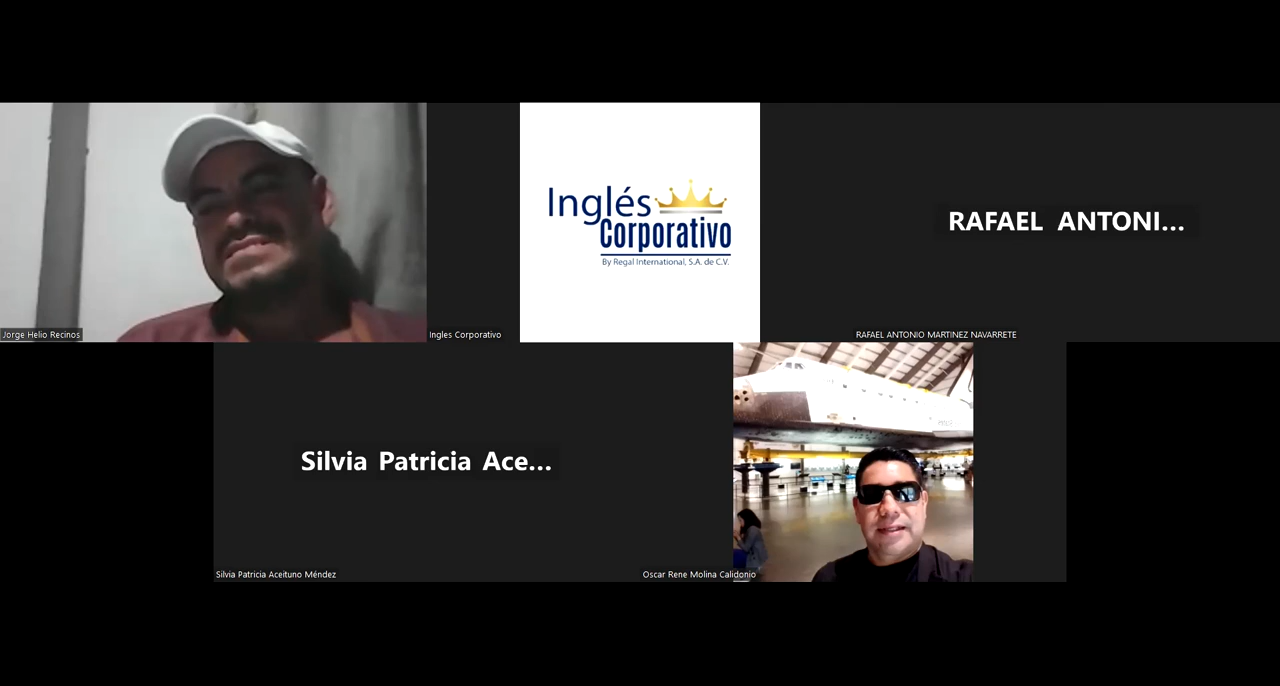 Inglés
Corporativo
By Regal International, S.A. de C.V.
RAFAEL ANTONI...
Jorge Helio Recinos
Ingles Corporativo
RAFAEL ANTONIO MARTINEZ NAVARRETE
Silvia Patricia Ace...
Silvia Patricia Aceituno Méndez
Oscar Rene Molina Calidonio